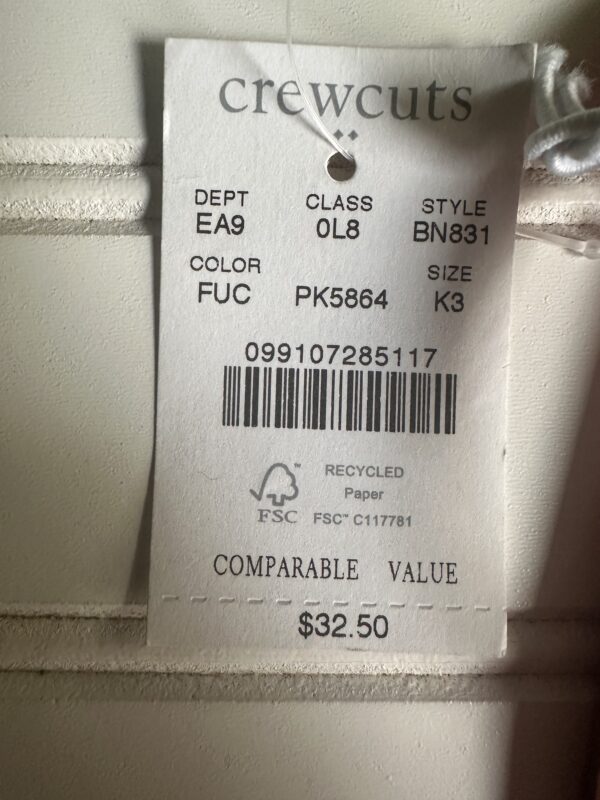 crewcuts
DEPT CLASS STYLE
EA9 0L8 BN831
COLOR SIZE
FUC PK5864 K3
099107285117
RECYCLED
Paper
FSC™ C117781
FSC
COMPARABLE VALUE
$32.50